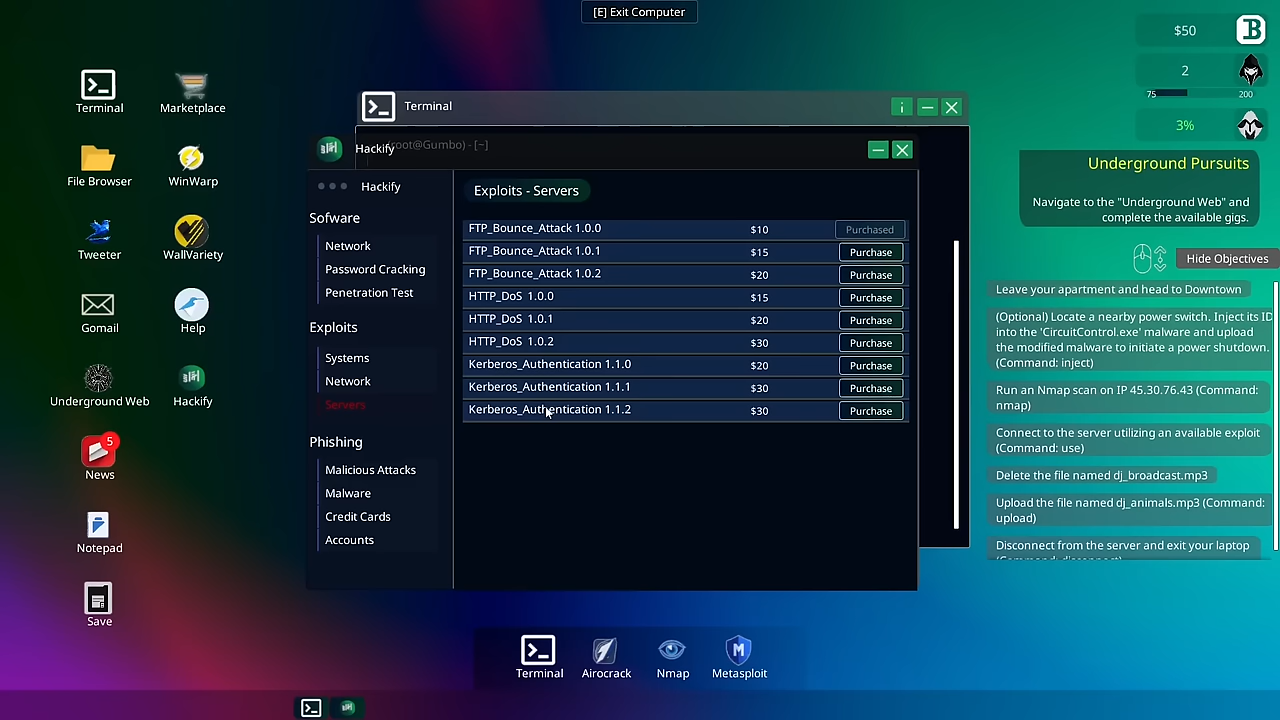 [E] Exit Computer
$50
2
75
200
3%
Underground Pursuits
Navigate to the "Underground Web" and
complete the available gigs.
Hide Objectives
Leave your apartment and head to Downtown
(Optional) Locate a nearby power switch. Inject its ID
into the 'CircuitControl.exe' malware and upload
the modified malware to initiate a power shutdown.
(Command: inject)
Run an Nmap scan on IP 45.30.76.43 (Command:
nmap)
Connect to the server utilizing an available exploit
(Command: use)
Delete the file named dj_broadcast.mp3
Upload the file named dj_animals.mp3 (Command:
upload)
Disconnect from the server and exit your laptop
(Command: disconnect)
Terminal
Marketplace
File Browser
WinWarp
Tweeter
WallVariety
Gomail
Help
Underground Web
Hackify
5
News
Notepad
Save
Terminal
root@Gumbo) - [~]
Hackify
Hackify
Sofware
Network
Password Cracking
Penetration Test
Exploits
Systems
Network
Servers
Phishing
Malicious Attacks
Malware
Credit Cards
Accounts
Exploits - Servers
FTP_Bounce_Attack 1.0.0 $10 Purchased
FTP_Bounce_Attack 1.0.1 $15 Purchase
FTP_Bounce_Attack 1.0.2 $20 Purchase
HTTP_DoS 1.0.0 $15 Purchase
HTTP_DoS 1.0.1 $20 Purchase
HTTP_DoS 1.0.2 $30 Purchase
Kerberos_Authentication 1.1.0 $20 Purchase
Kerberos_Authentication 1.1.1 $30 Purchase
Kerberos_Authentication 1.1.2 $30 Purchase
Terminal
Airocrack
Nmap
Metasploit